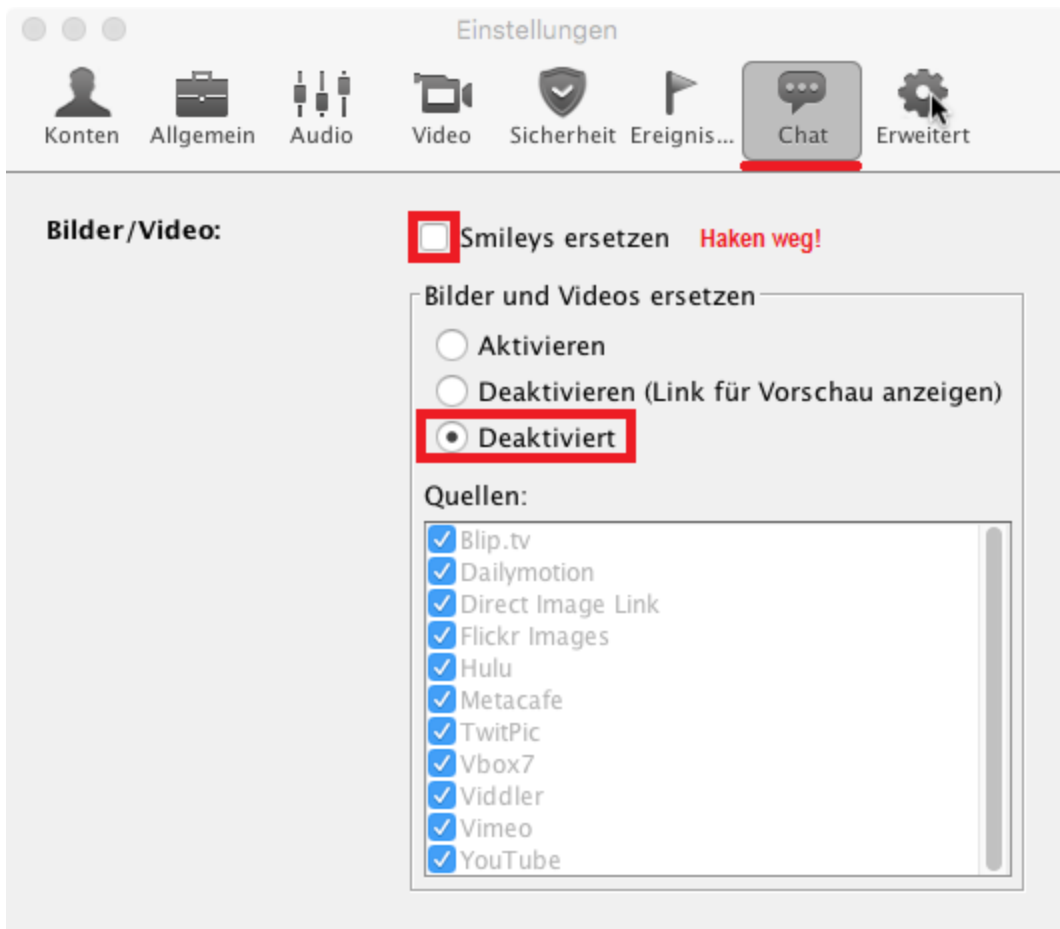 Einstellungen
Konten Allgemein Audio Video Sicherheit Ereignis... Chat Erweitert
Bilder/Video:
Smileys ersetzen Haken weg!
Bilder und Videos ersetzen
Aktivieren
Deaktivieren (Link für Vorschau anzeigen)
Deaktiviert
Quellen:
Blip.tv
Dailymotion
Direct Image Link
Flickr Images
Hulu
Metacafe
TwitPic
Vbox7
Viddler
Vimeo
YouTube